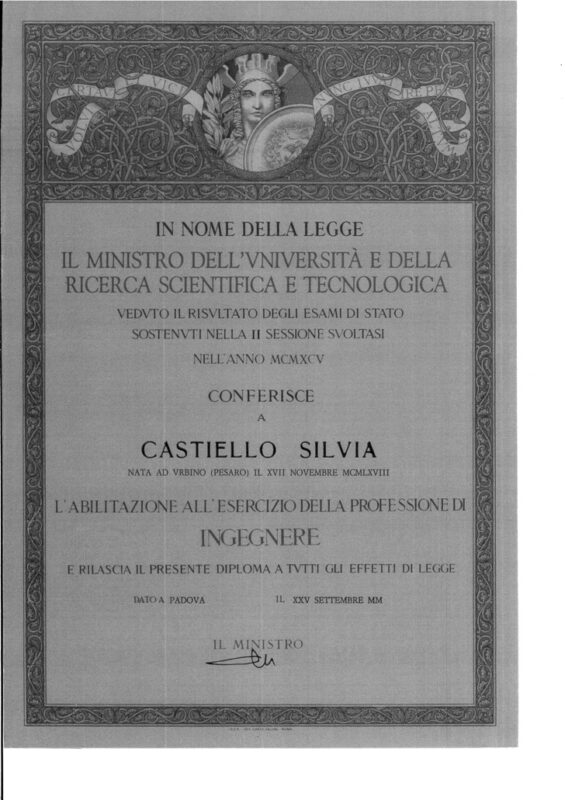 IN NOME DELLA LEGGE
IL MINISTRO DELL'VNIVERSITÀ E DELLA
RICERCA SCIENTIFICA E TECNOLOGICA
VEDVTO IL RISVLTATO DEGLI ESAMI DI STATO
SOSTENVTI NELLA II SESSIONE SVOLTASI
NELL'ANNO MCMXCV
CONFERISCE
A
CASTIELLO SILVIA
NATA AD VRBINO (PESARO) IL XVII NOVEMBRE MCMLXVIII
L'ABILITAZIONE ALL'ESERCIZIO DELLA PROFESSIONE DI
INGEGNERE
E RILASCIA IL PRESENTE DIPLOMA A TVTTI GLI EFFETTI DI LEGGE
DATO A PADOVA IL XXV SETTEMBRE MM
IL MINISTRO